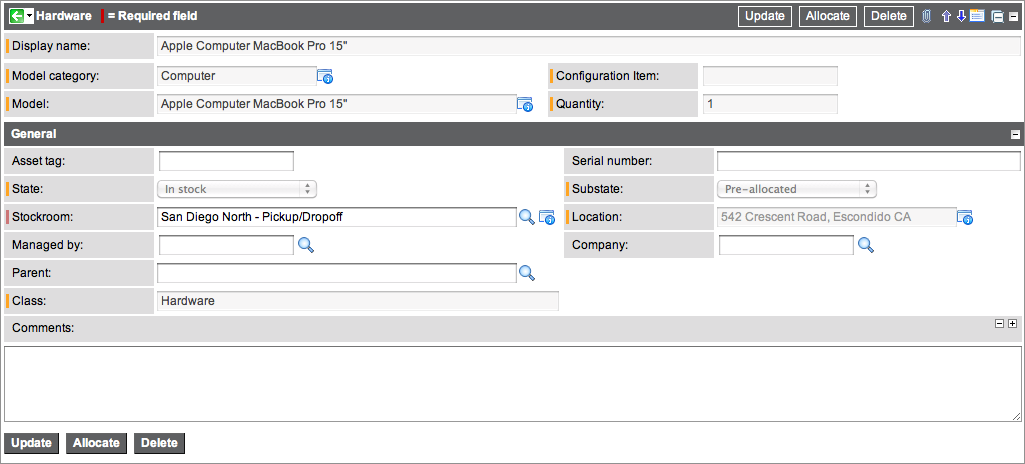 Hardware = Required field Update Allocate Delete
Display name: Apple Computer MacBook Pro 15"
Model category: Computer Configuration Item:
Model: Apple Computer MacBook Pro 15" Quantity: 1
General
Asset tag: Serial number:
State: In stock Substate: Pre-allocated
Stockroom: San Diego North - Pickup/Dropoff Location: 542 Crescent Road, Escondido CA
Managed by: Company:
Parent:
Class: Hardware
Comments:
Update Allocate Delete